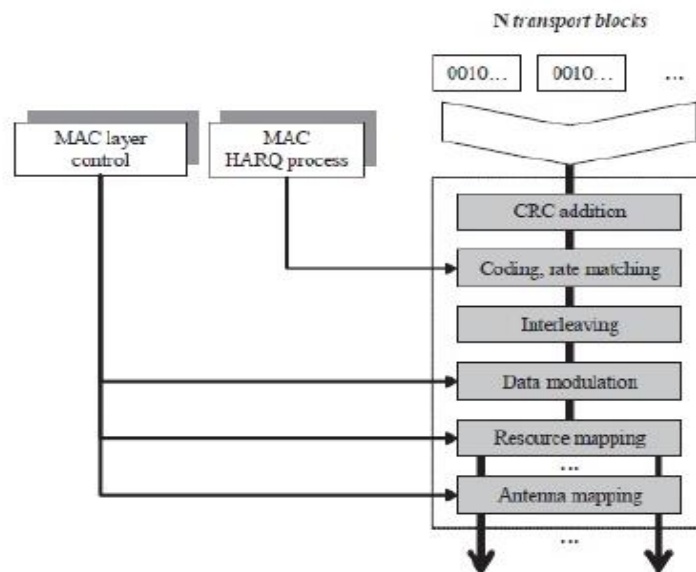 N transport blocks
0010...
0010...
...
MAC layer
control
MAC
HARQ process
CRC addition
Coding, rate matching
Interleaving
Data modulation
Resource mapping
...
Antenna mapping
...